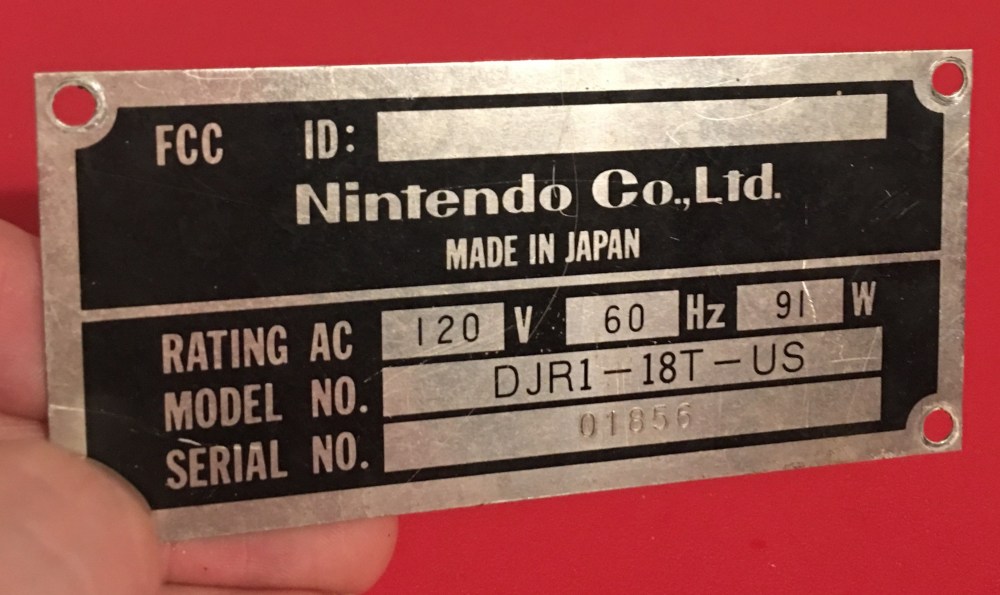 FCC ID:
Nintendo Co.,Ltd.
MADE IN JAPAN
RATING AC 120 V 60 Hz 91 W
MODEL NO. DJR1-18T-US
SERIAL NO. 01856